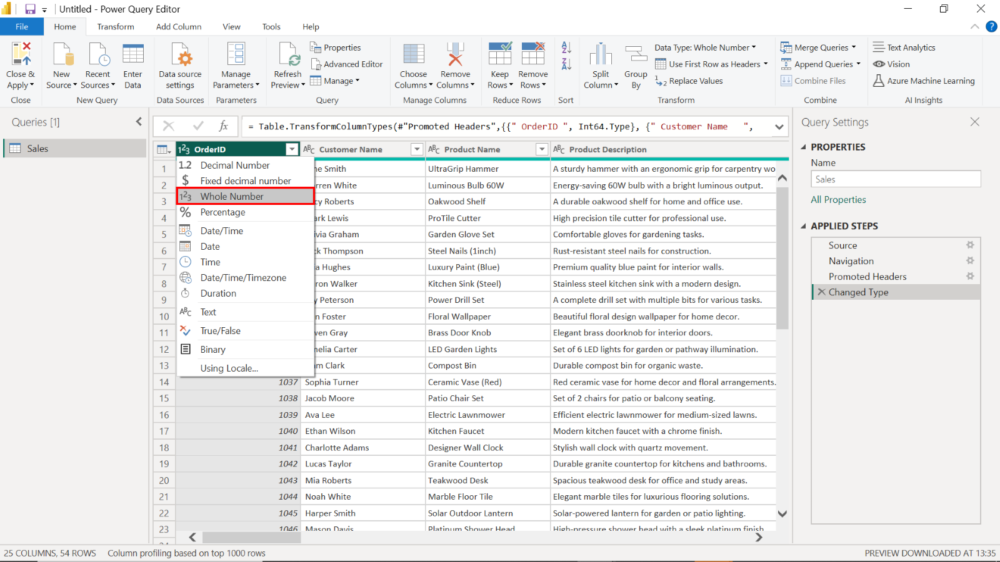 Untitled - Power Query Editor
File Home Transform Add Column View Tools Help
Close & Apply
New Source
Recent Sources
Enter Data
Data source settings
Manage Parameters
Refresh Preview
Properties
Advanced Editor
Manage
Choose Columns
Remove Columns
Keep Rows
Remove Rows
Split Column
Group By
Data Type: Whole Number
Use First Row as Headers
Replace Values
Merge Queries
Append Queries
Combine Files
Text Analytics
Vision
Azure Machine Learning
Close New Query Data Sources Parameters Query Manage Columns Reduce Rows Sort Transform Combine AI Insights
Queries [1]
Sales
fx = Table.TransformColumnTypes(#"Promoted Headers",{{" OrderID ", Int64.Type}, {" Customer Name   ",
OrderID Customer Name Product Name Product Description
1.2 Decimal Number
$ Fixed decimal number
123 Whole Number
% Percentage
Date/Time
Date
Time
Date/Time/Timezone
Duration
ABC Text
True/False
Binary
Using Locale...
1 ne Smith UltraGrip Hammer A sturdy hammer with an ergonomic grip for carpentry wo
2 rren White Luminous Bulb 60W Energy-saving 60W bulb with a bright luminous output.
3 cy Roberts Oakwood Shelf A durable oakwood shelf for home and office use.
4 ark Lewis ProTile Cutter High precision tile cutter for professional use.
5 ivia Graham Garden Glove Set Comfortable gloves for gardening tasks.
6 ck Thompson Steel Nails (1inch) Rust-resistant steel nails for construction.
7 a Hughes Luxury Paint (Blue) Premium quality blue paint for interior walls.
8 ron Walker Kitchen Sink (Steel) Stainless steel kitchen sink with a modern design.
9 y Peterson Power Drill Set A complete drill set with multiple bits for various tasks.
10 n Foster Floral Wallpaper Beautiful floral design wallpaper for home decor.
11 wen Gray Brass Door Knob Elegant brass doorknob for interior doors.
12 nelia Carter LED Garden Lights Set of 6 LED lights for garden or pathway illumination.
13 m Clark Compost Bin Durable compost bin for organic waste.
14 1037 Sophia Turner Ceramic Vase (Red) Red ceramic vase for home decor and floral arrangements.
15 1038 Jacob Moore Patio Chair Set Set of 2 chairs for patio or balcony seating.
16 1039 Ava Lee Electric Lawnmower Efficient electric lawnmower for medium-sized lawns.
17 1040 Ethan Wilson Kitchen Faucet Modern kitchen faucet with a chrome finish.
18 1041 Charlotte Adams Designer Wall Clock Stylish wall clock with quartz movement.
19 1042 Lucas Taylor Granite Countertop Durable granite countertop for kitchens and bathrooms.
20 1043 Mia Roberts Teakwood Desk Spacious teakwood desk for office and study areas.
21 1044 Noah White Marble Floor Tile Elegant marble tiles for luxurious flooring solutions.
22 1045 Harper Smith Solar Outdoor Lantern Solar-powered lantern for garden or patio lighting.
23 1046 Mason Davis Platinum Shower Head High-pressure shower head with a sleek platinum finish
Query Settings
PROPERTIES
Name
Sales
All Properties
APPLIED STEPS
Source
Navigation
Promoted Headers
Changed Type
25 COLUMNS, 54 ROWS Column profiling based on top 1000 rows PREVIEW DOWNLOADED AT 13:35